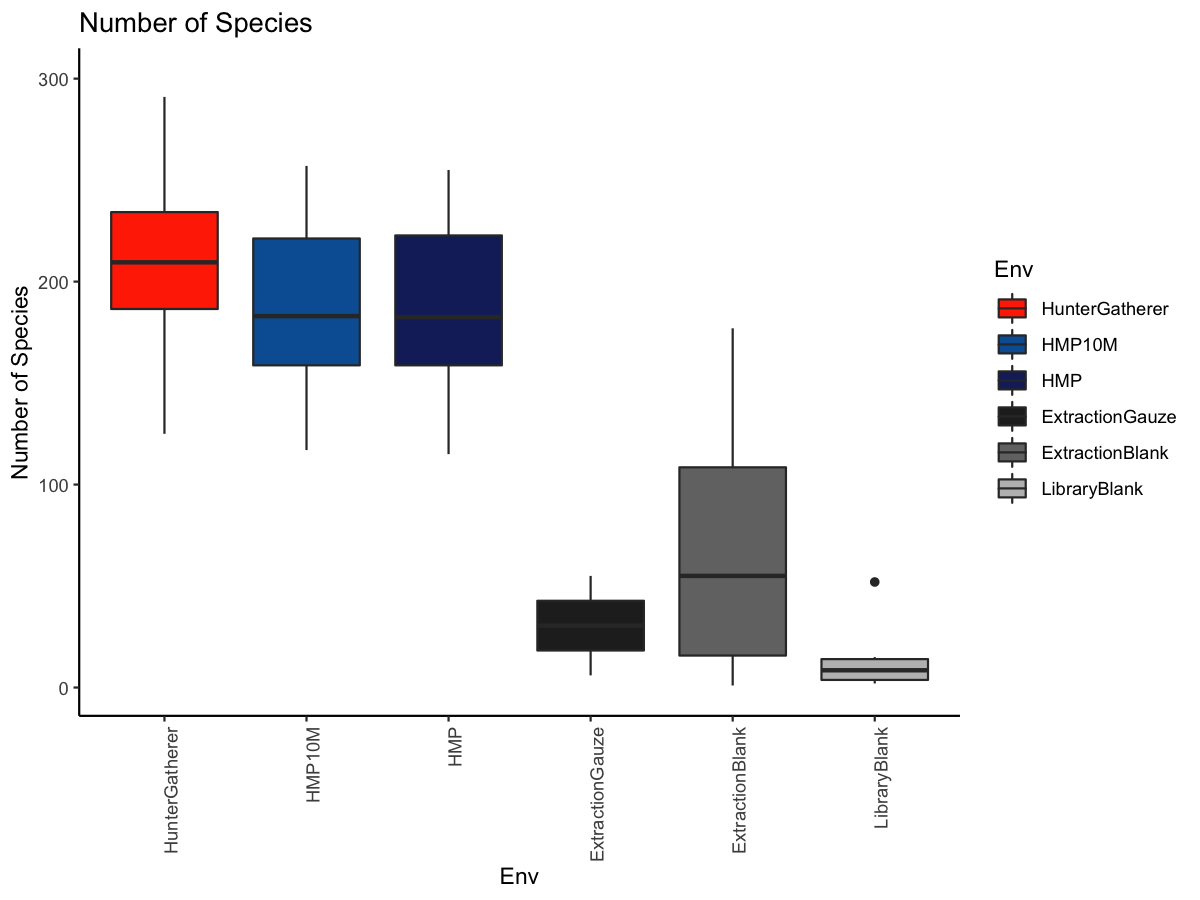 Number of Species
Number of Species
300
200
100
0
HunterGatherer
HMP10M
HMP
ExtractionGauze
ExtractionBlank
LibraryBlank
Env
Env
HunterGatherer
HMP10M
HMP
ExtractionGauze
ExtractionBlank
LibraryBlank